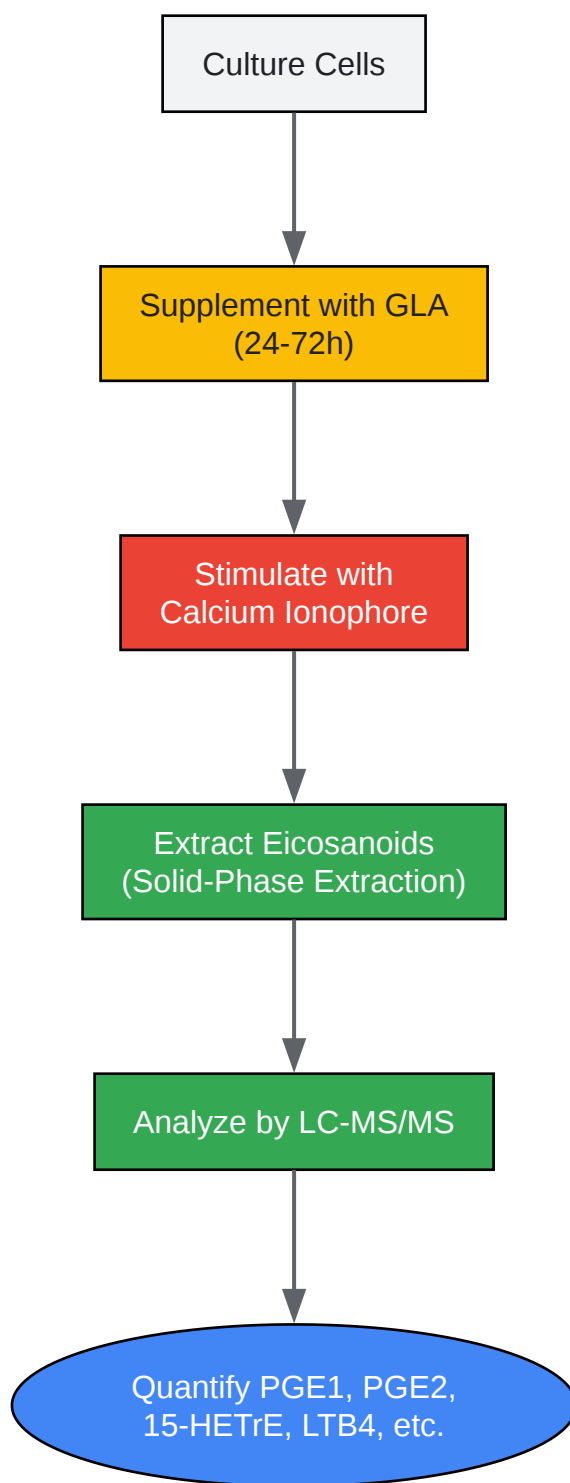 Culture Cells
Supplement with GLA
(24-72h)
Stimulate with
Calcium Ionophore
Extract Eicosanoids
(Solid-Phase Extraction)
Analyze by LC-MS/MS
Quantify PGE1, PGE2,
15-HETrE, LTB4, etc.